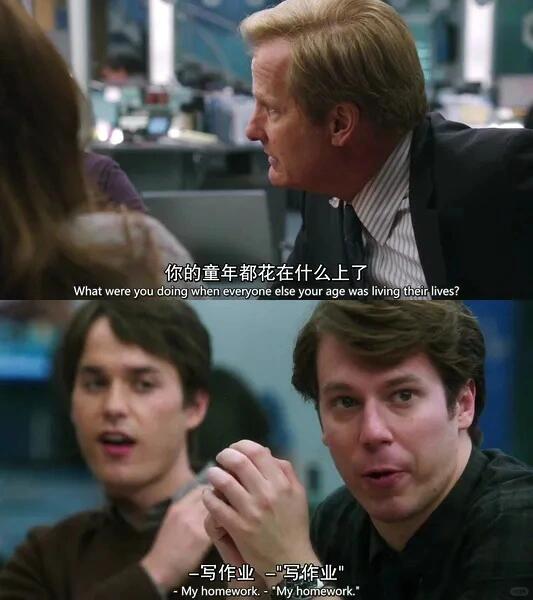 你的童年都花在什么上了
What were you doing when everyone else your age was living their lives?
–写作业 –"写作业"
- My homework. - "My homework."